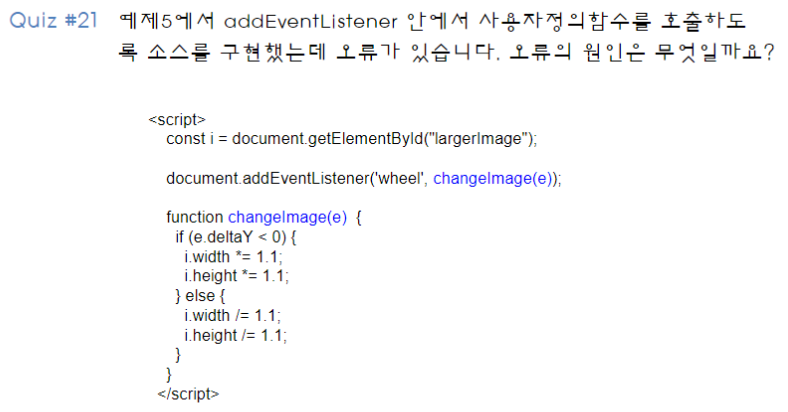 Quiz #21 예제5에서 addEventListener 안에서 사용자정의함수를 호출하도
록 소스를 구현했는데 오류가 있습니다. 오류의 원인은 무엇일까요?
<script>
const i = document.getElementById("largerImage");
document.addEventListener('wheel', changeImage(e));
function changeImage(e) {
if (e.deltaY < 0) {
i.width *= 1.1;
i.height *= 1.1;
} else {
i.width /= 1.1;
i.height /= 1.1;
}
}
</script>